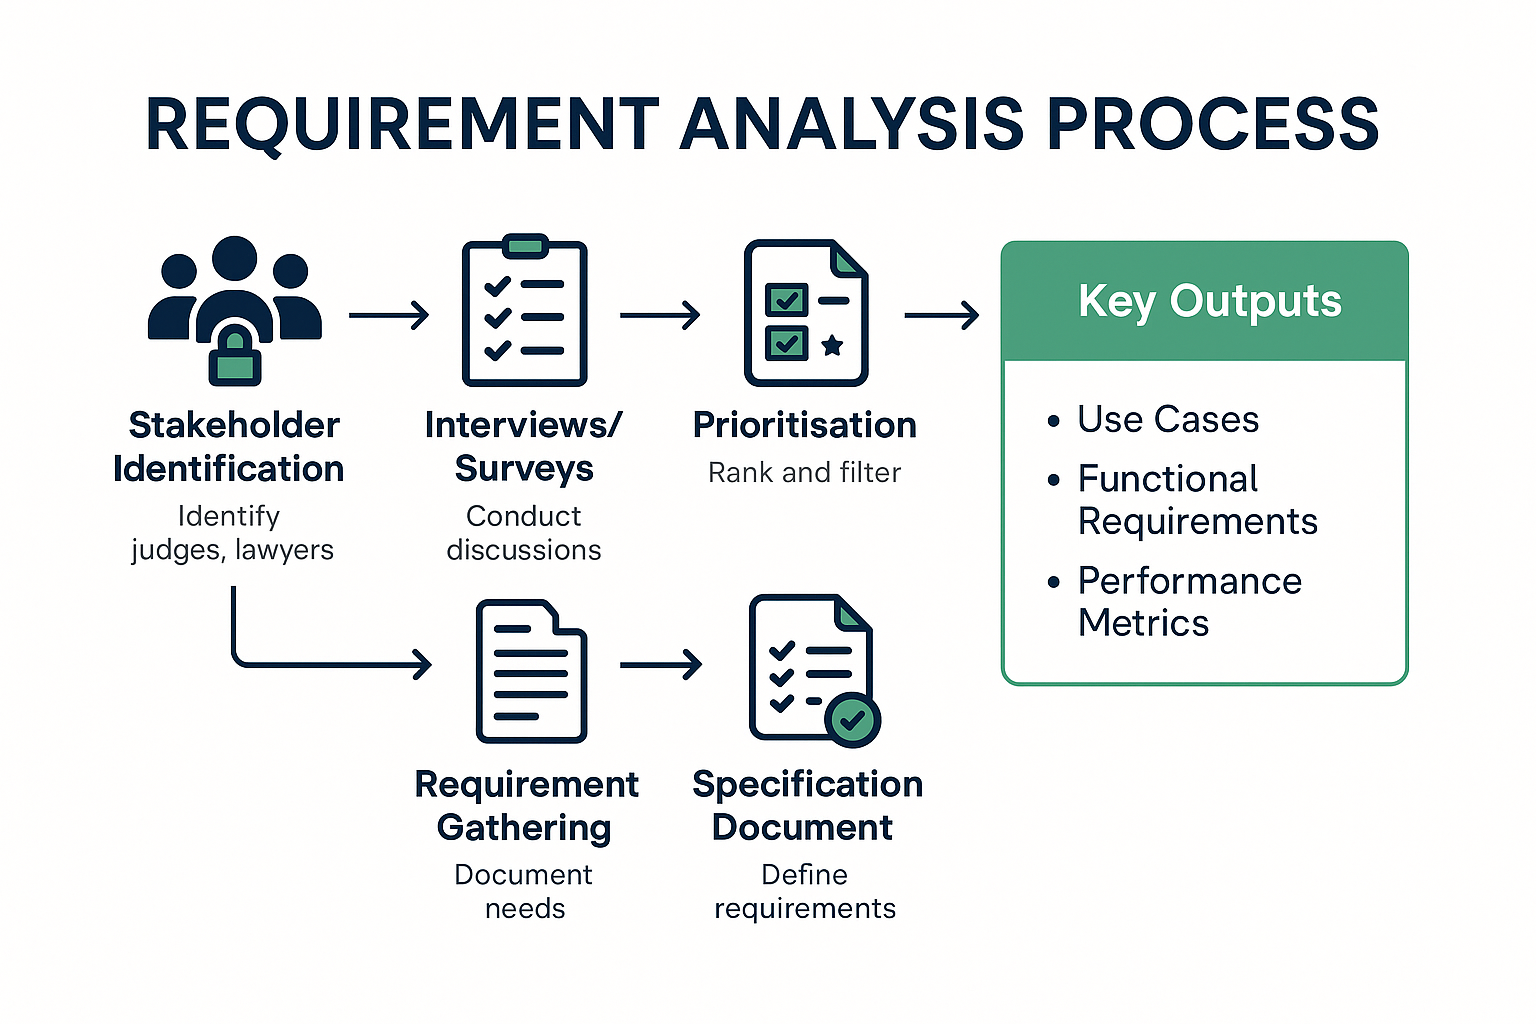 REQUIREMENT ANALYSIS PROCESS
Stakeholder
Identification
Identify
judges, lawyers
Interviews/
Surveys
Conduct
discussions
Prioritisation
Rank and filter
Key Outputs
• Use Cases
• Functional
Requirements
• Performance
Metrics
Requirement
Gathering
Document
needs
Specification
Document
Define
requirements